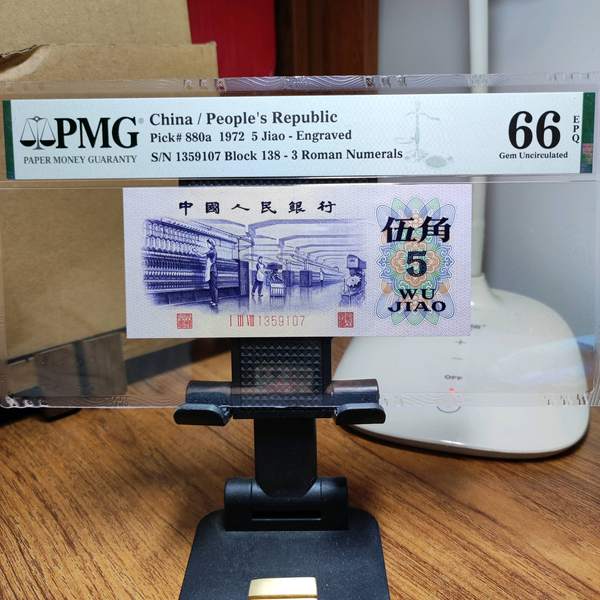 PMG
PAPER MONEY GUARANTY
China / People's Republic
Pick# 880a 1972 5 Jiao - Engraved
S/N 1359107 Block 138 - 3 Roman Numerals
66 EPQ
Gem Uncirculated
中國人民銀行
伍角
5
WU
JIAO
I III VIII 1359107
OFF